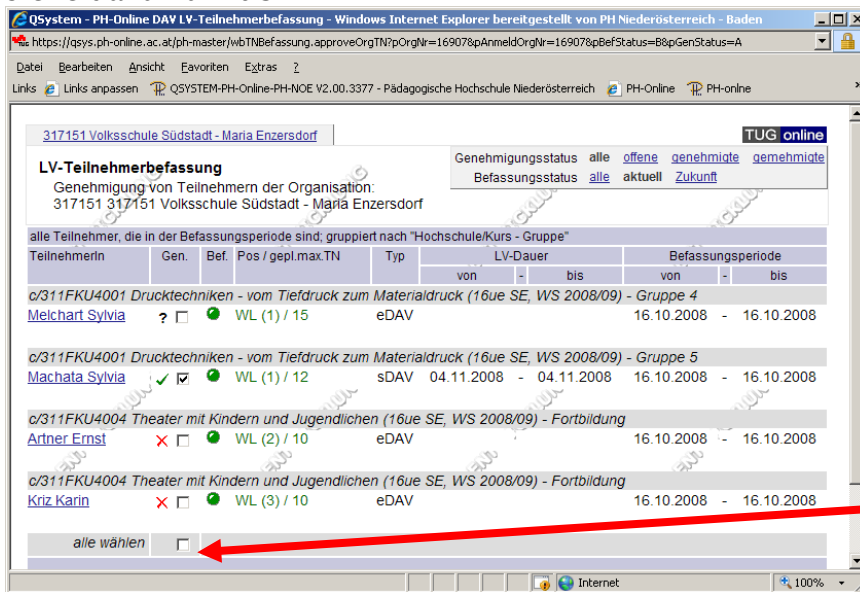 QSystem - PH-Online DAV LV-Teilnehmerbefassung - Windows Internet Explorer bereitgestellt von PH Niederösterreich - Baden
https://qsys.ph-online.ac.at/ph-master/wbTNBefassung.approveOrgTN?pOrgNr=16907&pAnmeldOrgNr=16907&pBefStatus=B&pGenStatus=A
Datei Bearbeiten Ansicht Favoriten Extras ?
Links Links anpassen QSYSTEM-PH-Online-PH-NOE V2.00.3377 - Pädagogische Hochschule Niederösterreich PH-Online PH-onlne
317151 Volksschule Südstadt - Maria Enzersdorf TUG online
LV-Teilnehmerbefassung
Genehmigung von Teilnehmern der Organisation:
317151 317151 Volksschule Südstadt - Maria Enzersdorf
Genehmigungsstatus alle offene genehmigte gemehmigte
Befassungsstatus alle aktuell Zukunft
alle Teilnehmer, die in der Befassungsperiode sind; gruppiert nach "Hochschule/Kurs - Gruppe"
TeilnehmerIn Gen. Bef. Pos / gepl.max.TN Typ LV-Dauer Befassungsperiode
von - bis von - bis
c/311FKU4001 Drucktechniken - vom Tiefdruck zum Materialdruck (16ue SE, WS 2008/09) - Gruppe 4
Melchart Sylvia ? WL (1) / 15 eDAV 16.10.2008 - 16.10.2008
c/311FKU4001 Drucktechniken - vom Tiefdruck zum Materialdruck (16ue SE, WS 2008/09) - Gruppe 5
Machata Sylvia WL (1) / 12 sDAV 04.11.2008 - 04.11.2008 16.10.2008 - 16.10.2008
c/311FKU4004 Theater mit Kindern und Jugendlichen (16ue SE, WS 2008/09) - Fortbildung
Artner Ernst WL (2) / 10 eDAV 16.10.2008 - 16.10.2008
c/311FKU4004 Theater mit Kindern und Jugendlichen (16ue SE, WS 2008/09) - Fortbildung
Kriz Karin WL (3) / 10 eDAV 16.10.2008 - 16.10.2008
alle wählen
Internet 100%